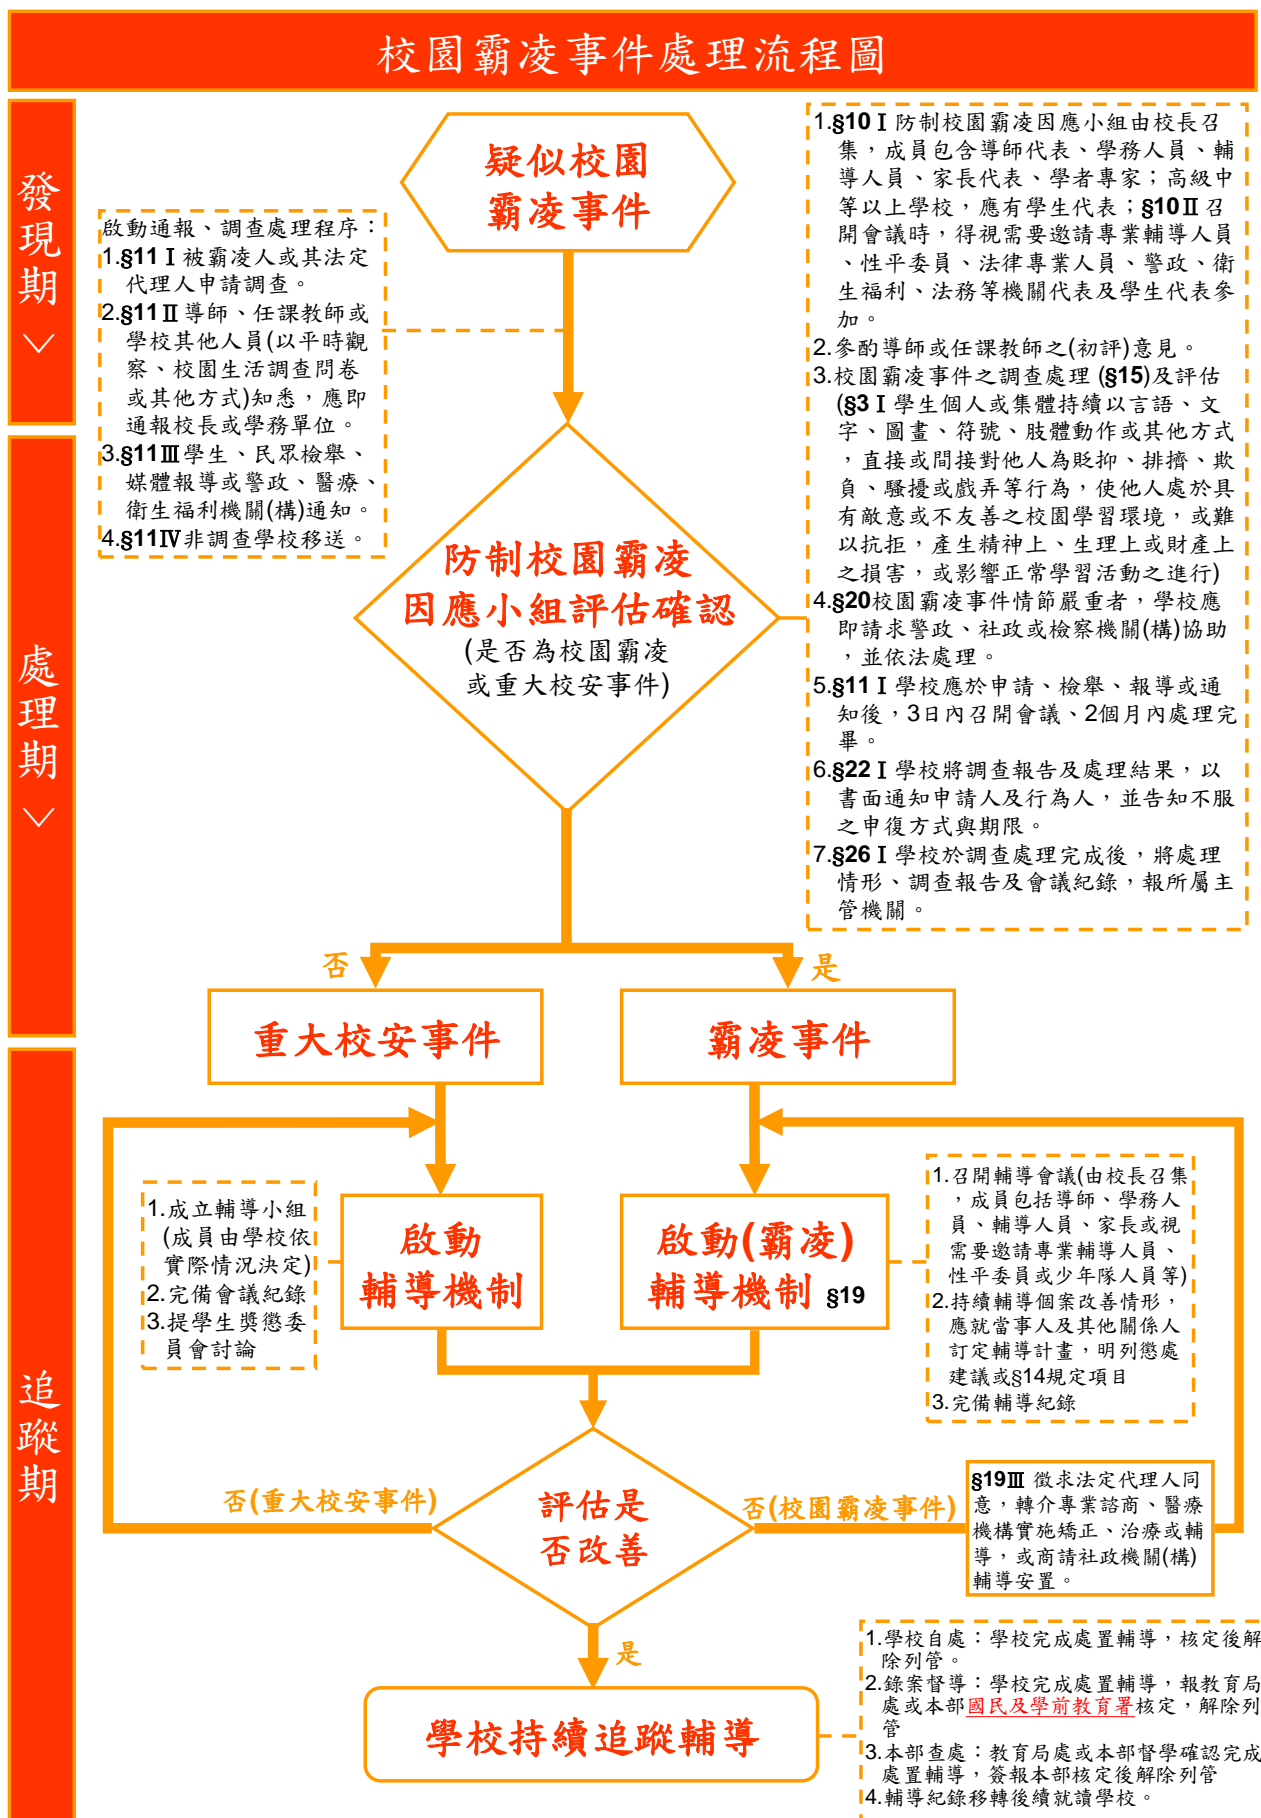 校園霸凌事件處理流程圖
發現期
疑似校園
霸凌事件
啟動通報、調查處理程序：
1.§11Ⅰ被霸凌人或其法定
代理人申請調查。
2.§11Ⅱ導師、任課教師或
學校其他人員(以平時觀
察、校園生活調查問卷
或其他方式)知悉，應即
通報校長或學務單位。
3.§11Ⅲ學生、民眾檢舉、
媒體報導或警政、醫療、
衛生福利機關(構)通知。
4.§11Ⅳ非調查學校移送。
1.§10Ⅰ防制校園霸凌因應小組由校長召
集，成員包含導師代表、學務人員、輔
導人員、家長代表、學者專家；高級中
等以上學校，應有學生代表；§10Ⅱ召
開會議時，得視需要邀請專業輔導人員
、性平委員、法律專業人員、警政、衛
生福利、法務等機關代表及學生代表參
加。
2.參酌導師或任課教師之(初評)意見。
3.校園霸凌事件之調查處理 (§15)及評估
(§3Ⅰ學生個人或集體持續以言語、文
字、圖畫、符號、肢體動作或其他方式
，直接或間接對他人為貶抑、排擠、欺
負、騷擾或戲弄等行為，使他人處於具
有敵意或不友善之校園學習環境，或難
以抗拒，產生精神上、生理上或財產上
之損害，或影響正常學習活動之進行)
4.§20校園霸凌事件情節嚴重者，學校應
即請求警政、社政或檢察機關(構)協助
，並依法處理。
5.§11Ⅰ學校應於申請、檢舉、報導或通
知後，3日內召開會議、2個月內處理完
畢。
6.§22Ⅰ學校將調查報告及處理結果，以
書面通知申請人及行為人，並告知不服
之申復方式與期限。
7.§26Ⅰ學校於調查處理完成後，將處理
情形、調查報告及會議紀錄，報所屬主
管機關。
處理期
防制校園霸凌
因應小組評估確認
(是否為校園霸凌
或重大校安事件)
否
是
重大校安事件
霸凌事件
追蹤期
1.成立輔導小組
(成員由學校依
實際情況決定)
2.完備會議紀錄
3.提學生獎懲委
員會討論
啟動
輔導機制
啟動(霸凌)
輔導機制 §19
1.召開輔導會議(由校長召集
，成員包括導師、學務人
員、輔導人員、家長或視
需要邀請專業輔導人員、
性平委員或少年隊人員等)
2.持續輔導個案改善情形，
應就當事人及其他關係人
訂定輔導計畫，明列懲處
建議或§14規定項目
3.完備輔導紀錄
否(重大校安事件)
評估是
否改善
否(校園霸凌事件)
§19Ⅲ 徵求法定代理人同
意，轉介專業諮商、醫療
機構實施矯正、治療或輔
導，或商請社政機關(構)
輔導安置。
是
學校持續追蹤輔導
1.學校自處：學校完成處置輔導，核定後解
除列管。
2.錄案督導：學校完成處置輔導，報教育局
處或本部國民及學前教育署核定，解除列
管
3.本部查處：教育局處或本部督學確認完成
處置輔導，簽報本部核定後解除列管
4.輔導紀錄移轉後續就讀學校。